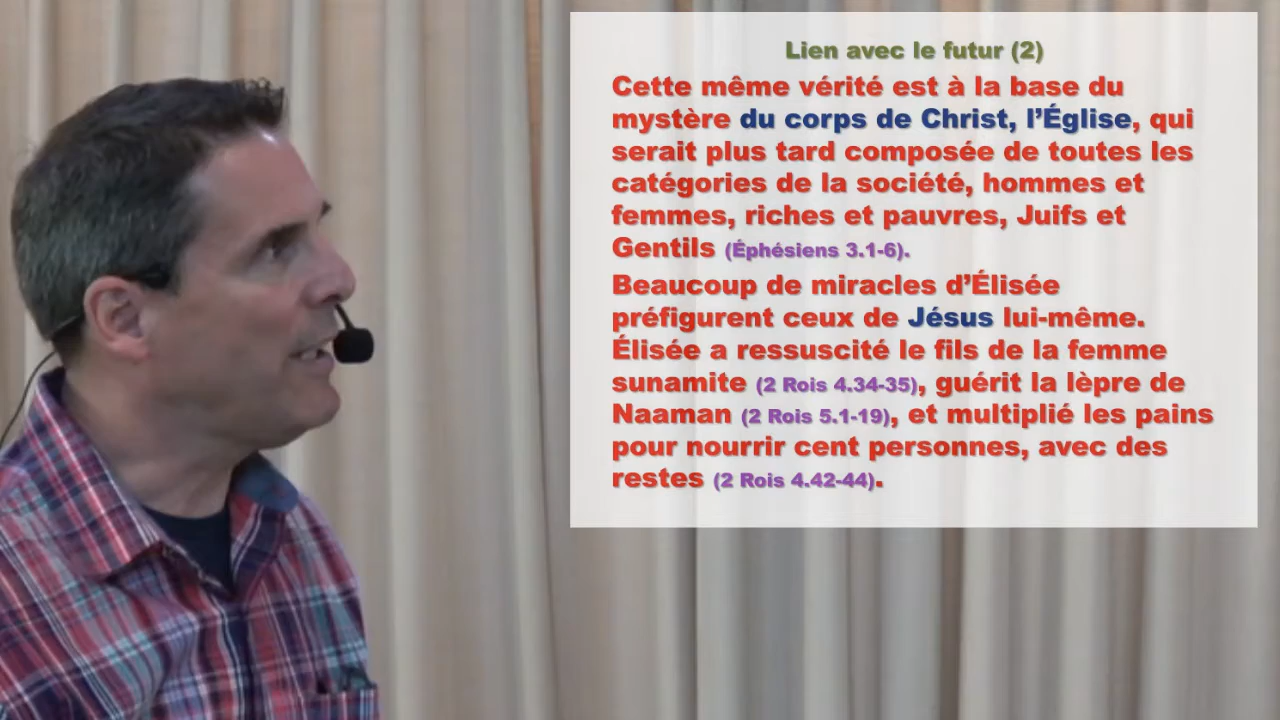 Lien avec le futur (2)
Cette même vérité est à la base du
mystère du corps de Christ, l’Église, qui
serait plus tard composée de toutes les
catégories de la société, hommes et
femmes, riches et pauvres, Juifs et
Gentils (Éphésiens 3.1-6).
Beaucoup de miracles d’Élisée
préfigurent ceux de Jésus lui-même.
Élisée a ressuscité le fils de la femme
sunamite (2 Rois 4.34-35), guérit la lèpre de
Naaman (2 Rois 5.1-19), et multiplié les pains
pour nourrir cent personnes, avec des
restes (2 Rois 4.42-44).